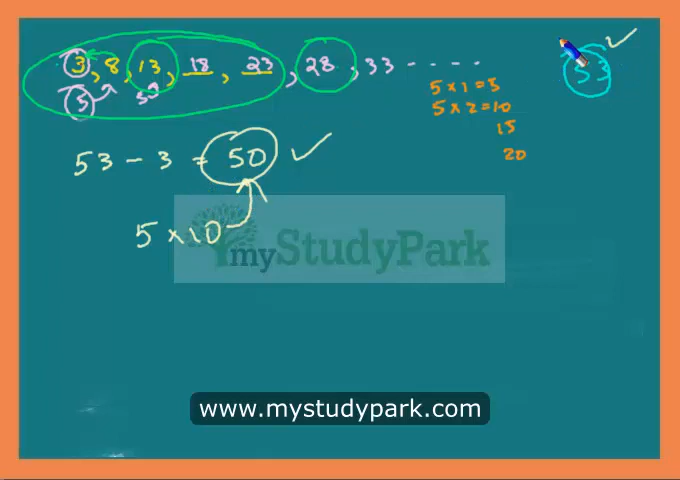 3, 8, 13, 18, 23, 28, 33 - - - - -
53 ✓
5 5
5 x 1 = 5
5 x 2 = 10
15
20
53 - 3 = 50 ✓
5 x 10
myStudyPark
www.mystudypark.com